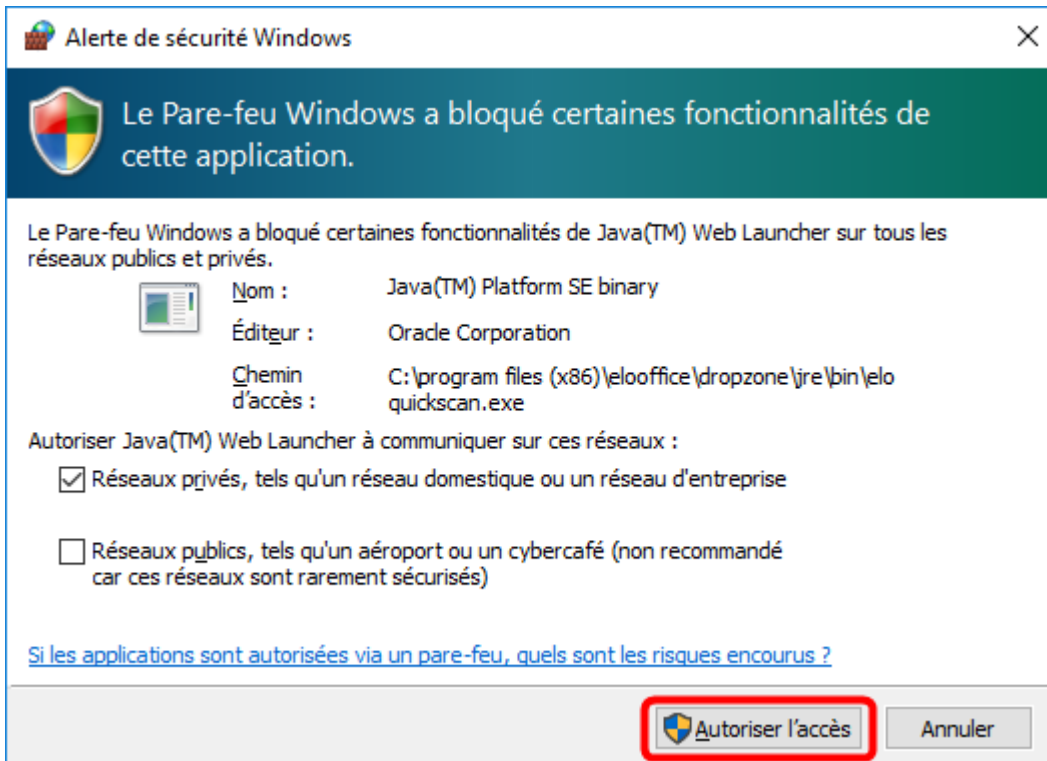 Alerte de sécurité Windows
Le Pare-feu Windows a bloqué certaines fonctionnalités de
cette application.
Le Pare-feu Windows a bloqué certaines fonctionnalités de Java(TM) Web Launcher sur tous les
réseaux publics et privés.
Nom : Java(TM) Platform SE binary
Éditeur : Oracle Corporation
Chemin C:\program files (x86)\elooffice\dropzone\jre\bin\elo
d'accès : quickscan.exe
Autoriser Java(TM) Web Launcher à communiquer sur ces réseaux :
Réseaux privés, tels qu'un réseau domestique ou un réseau d'entreprise
Réseaux publics, tels qu'un aéroport ou un cybercafé (non recommandé
car ces réseaux sont rarement sécurisés)
Si les applications sont autorisées via un pare-feu, quels sont les risques encourus ?
Autoriser l'accès Annuler